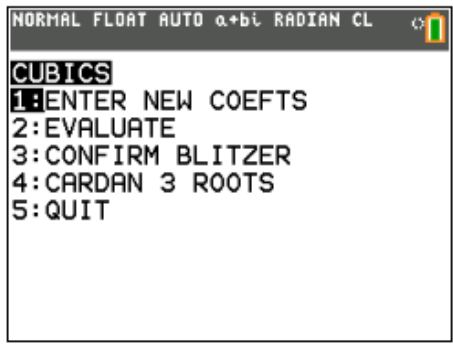 NORMAL FLOAT AUTO a+bi RADIAN CL
CUBICS
1:ENTER NEW COEFTS
2:EVALUATE
3:CONFIRM BLITZER
4:CARDAN 3 ROOTS
5:QUIT